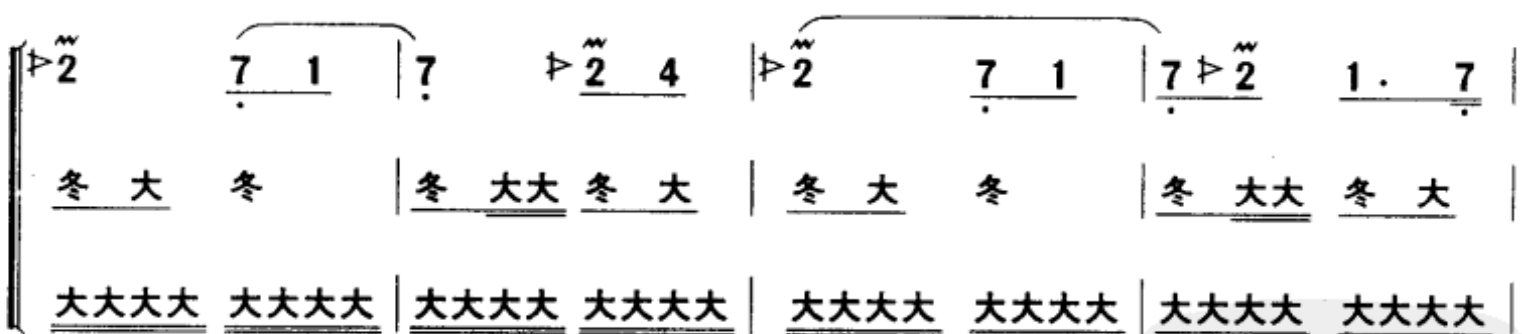 2 7 1 | 7 2 4 | 2 7 1 | 7 2 1 . 7 |
冬 大 冬 | 冬 大大 冬 大 | 冬 大 冬 | 冬 大大 冬 大 |
大大大大 大大大大 | 大大大大 大大大大 | 大大大大 大大大大 | 大大大大 大大大大 |